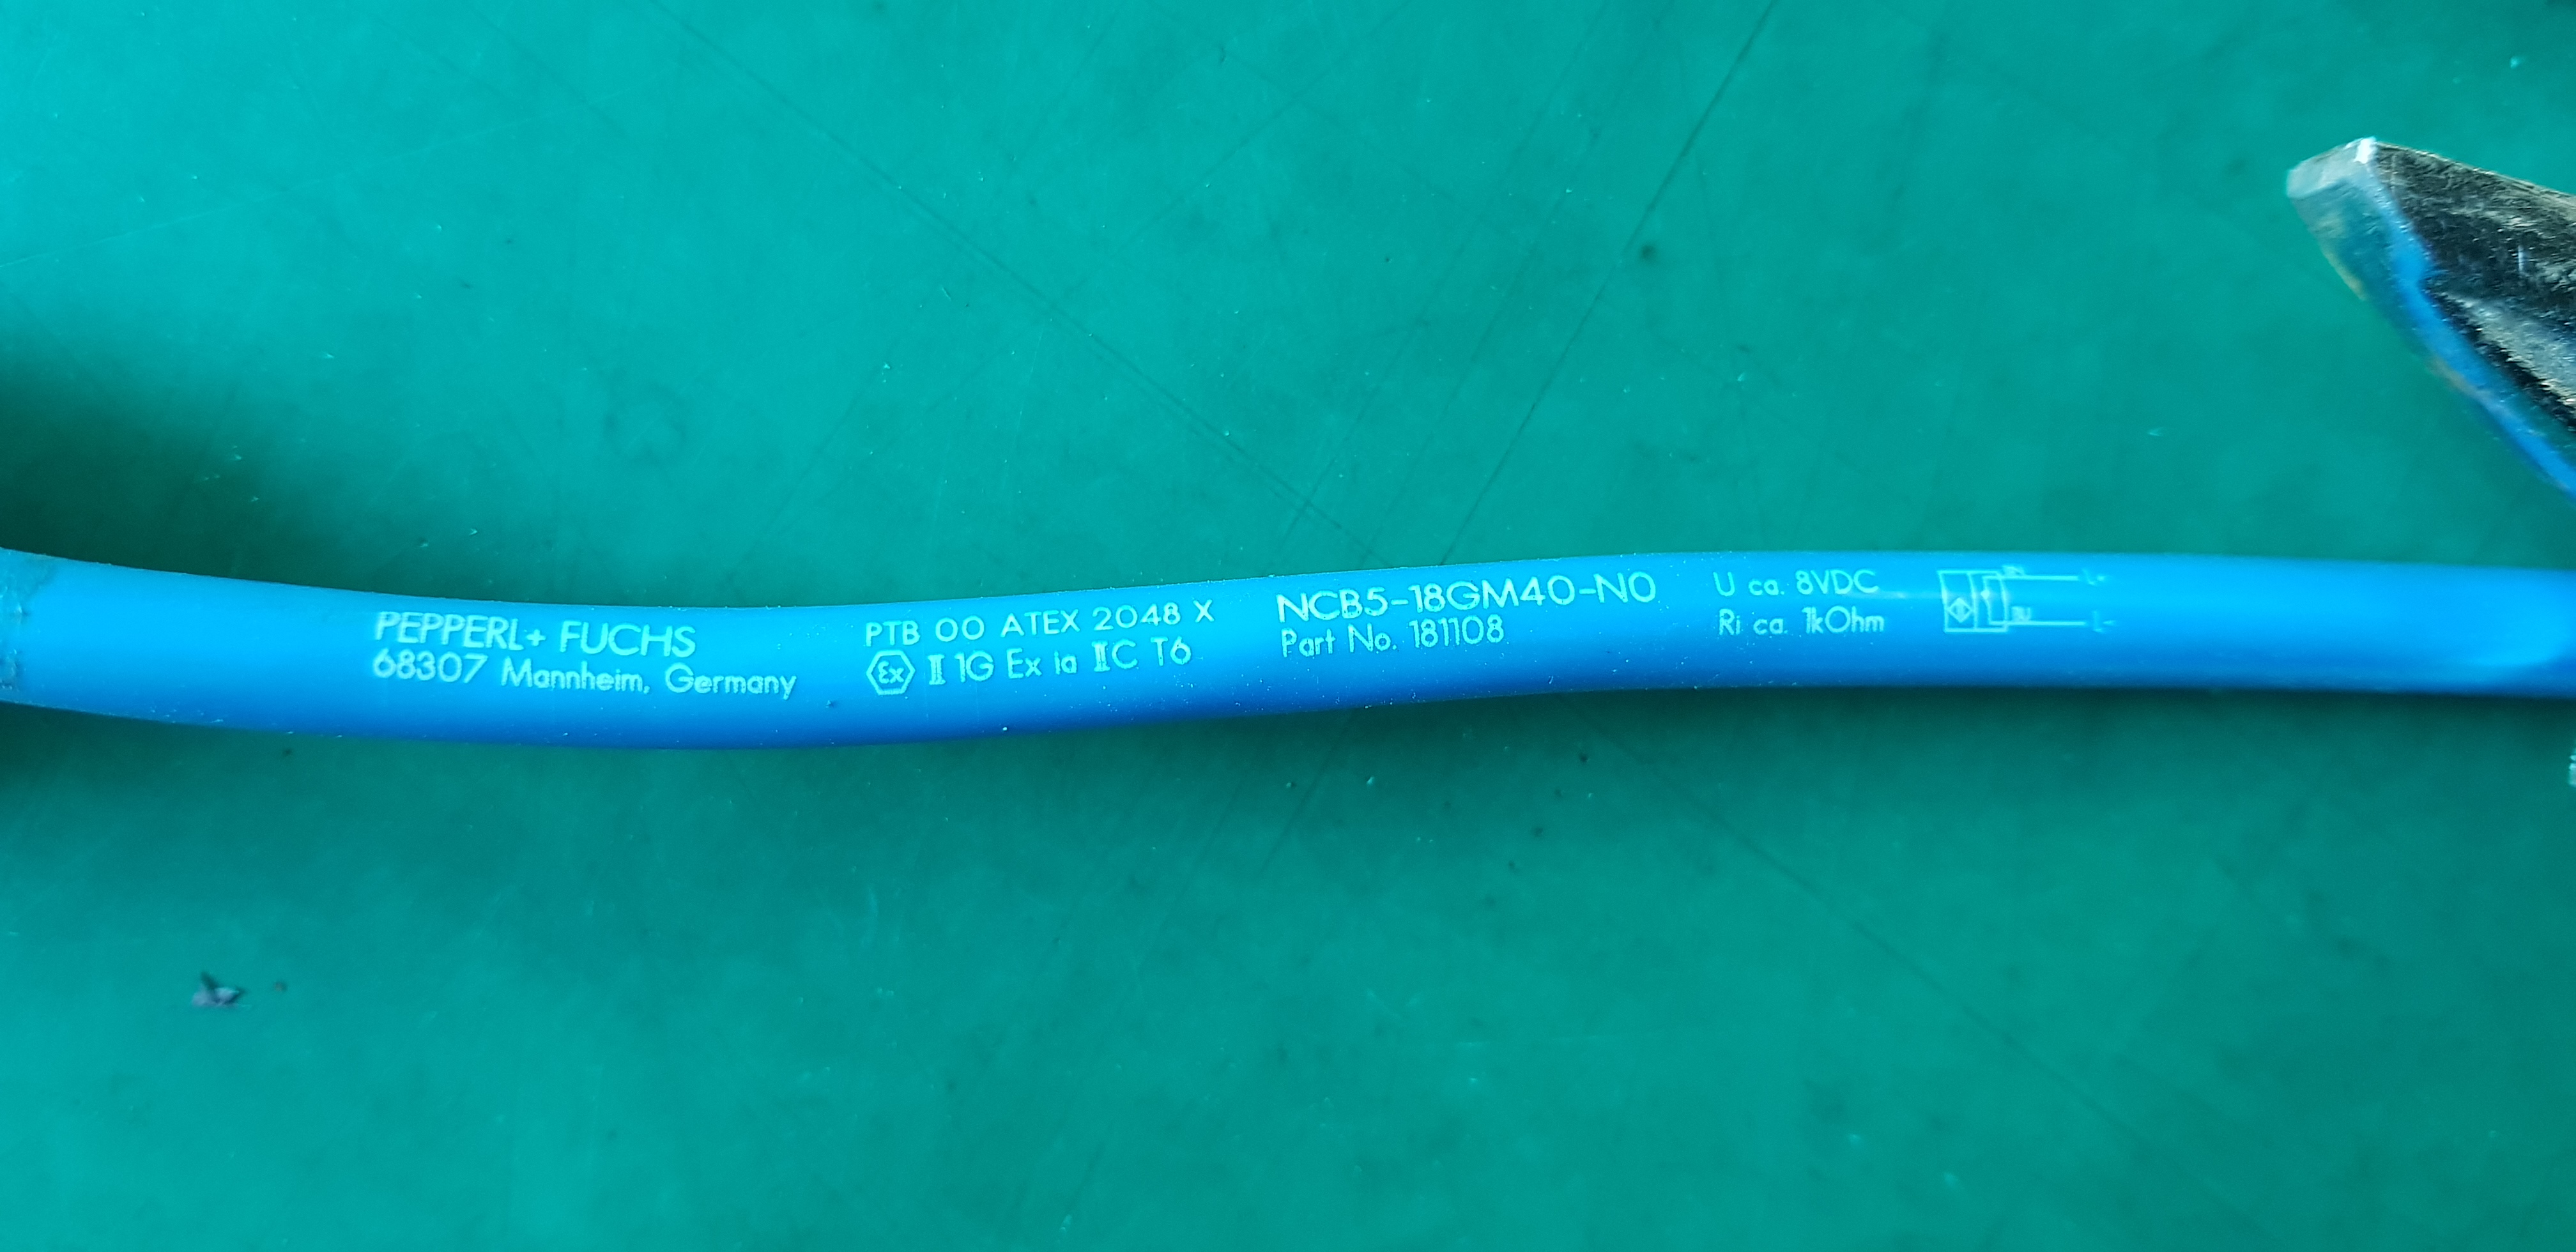 PEPPERL+ FUCHS
68307 Mannheim, Germany
PTB 00 ATEX 2048 X
Ex II 1G Ex ia IIC T6
NCB5-18GM40-N0
Part No. 181108
U ca. 8VDC
Ri ca. 1kOhm
L+
BU
L-